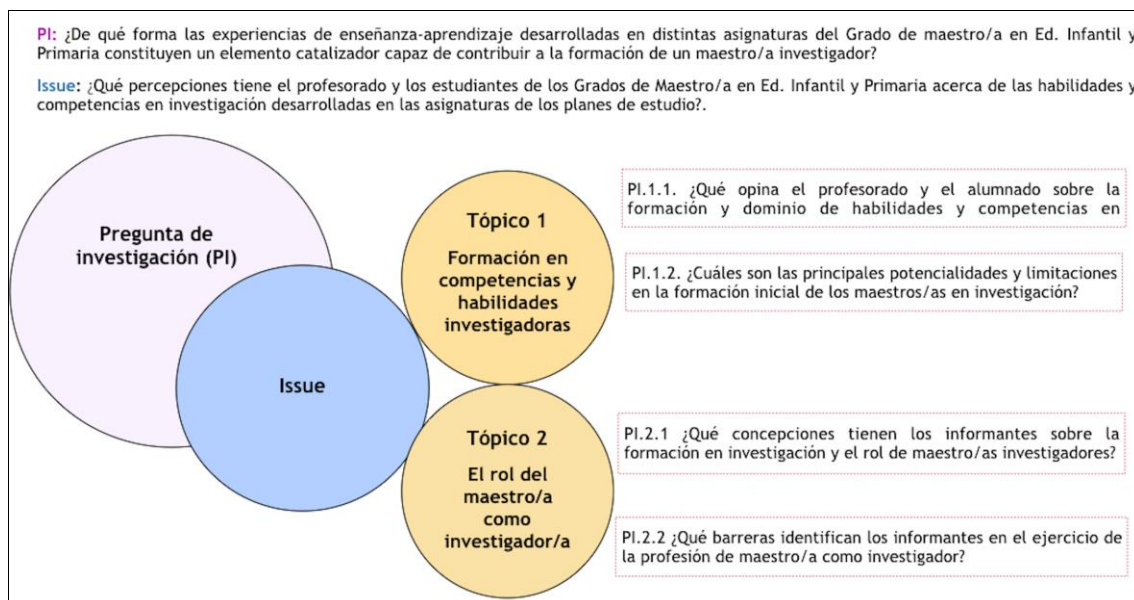 PI: ¿De qué forma las experiencias de enseñanza-aprendizaje desarrolladas en distintas asignaturas del Grado de maestro/a en Ed. Infantil y
Primaria constituyen un elemento catalizador capaz de contribuir a la formación de un maestro/a investigador?
Issue: ¿Qué percepciones tiene el profesorado y los estudiantes de los Grados de Maestro/a en Ed. Infantil y Primaria acerca de las habilidades y
competencias en investigación desarrolladas en las asignaturas de los planes de estudio?.
Pregunta de
investigación (PI)
Issue
Tópico 1
Formación en
competencias y
habilidades
investigadoras
PI.1.1. ¿Qué opina el profesorado y el alumnado sobre la
formación y dominio de habilidades y competencias en
PI.1.2. ¿Cuáles son las principales potencialidades y limitaciones
en la formación inicial de los maestros/as en investigación?
Tópico 2
El rol del
maestro/a
como
investigador/a
PI.2.1 ¿Qué concepciones tienen los informantes sobre la
formación en investigación y el rol de maestro/as investigadores?
PI.2.2 ¿Qué barreras identifican los informantes en el ejercicio de
la profesión de maestro/a como investigador?